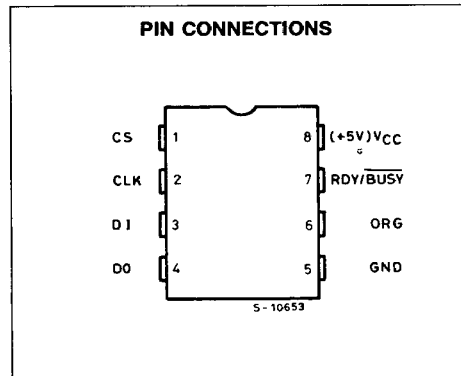 PIN CONNECTIONS
CS 1 8 (+5V)VCC
CLK 2 7 RDY/BUSY
DI 3 6 ORG
DO 4 5 GND
S-10653